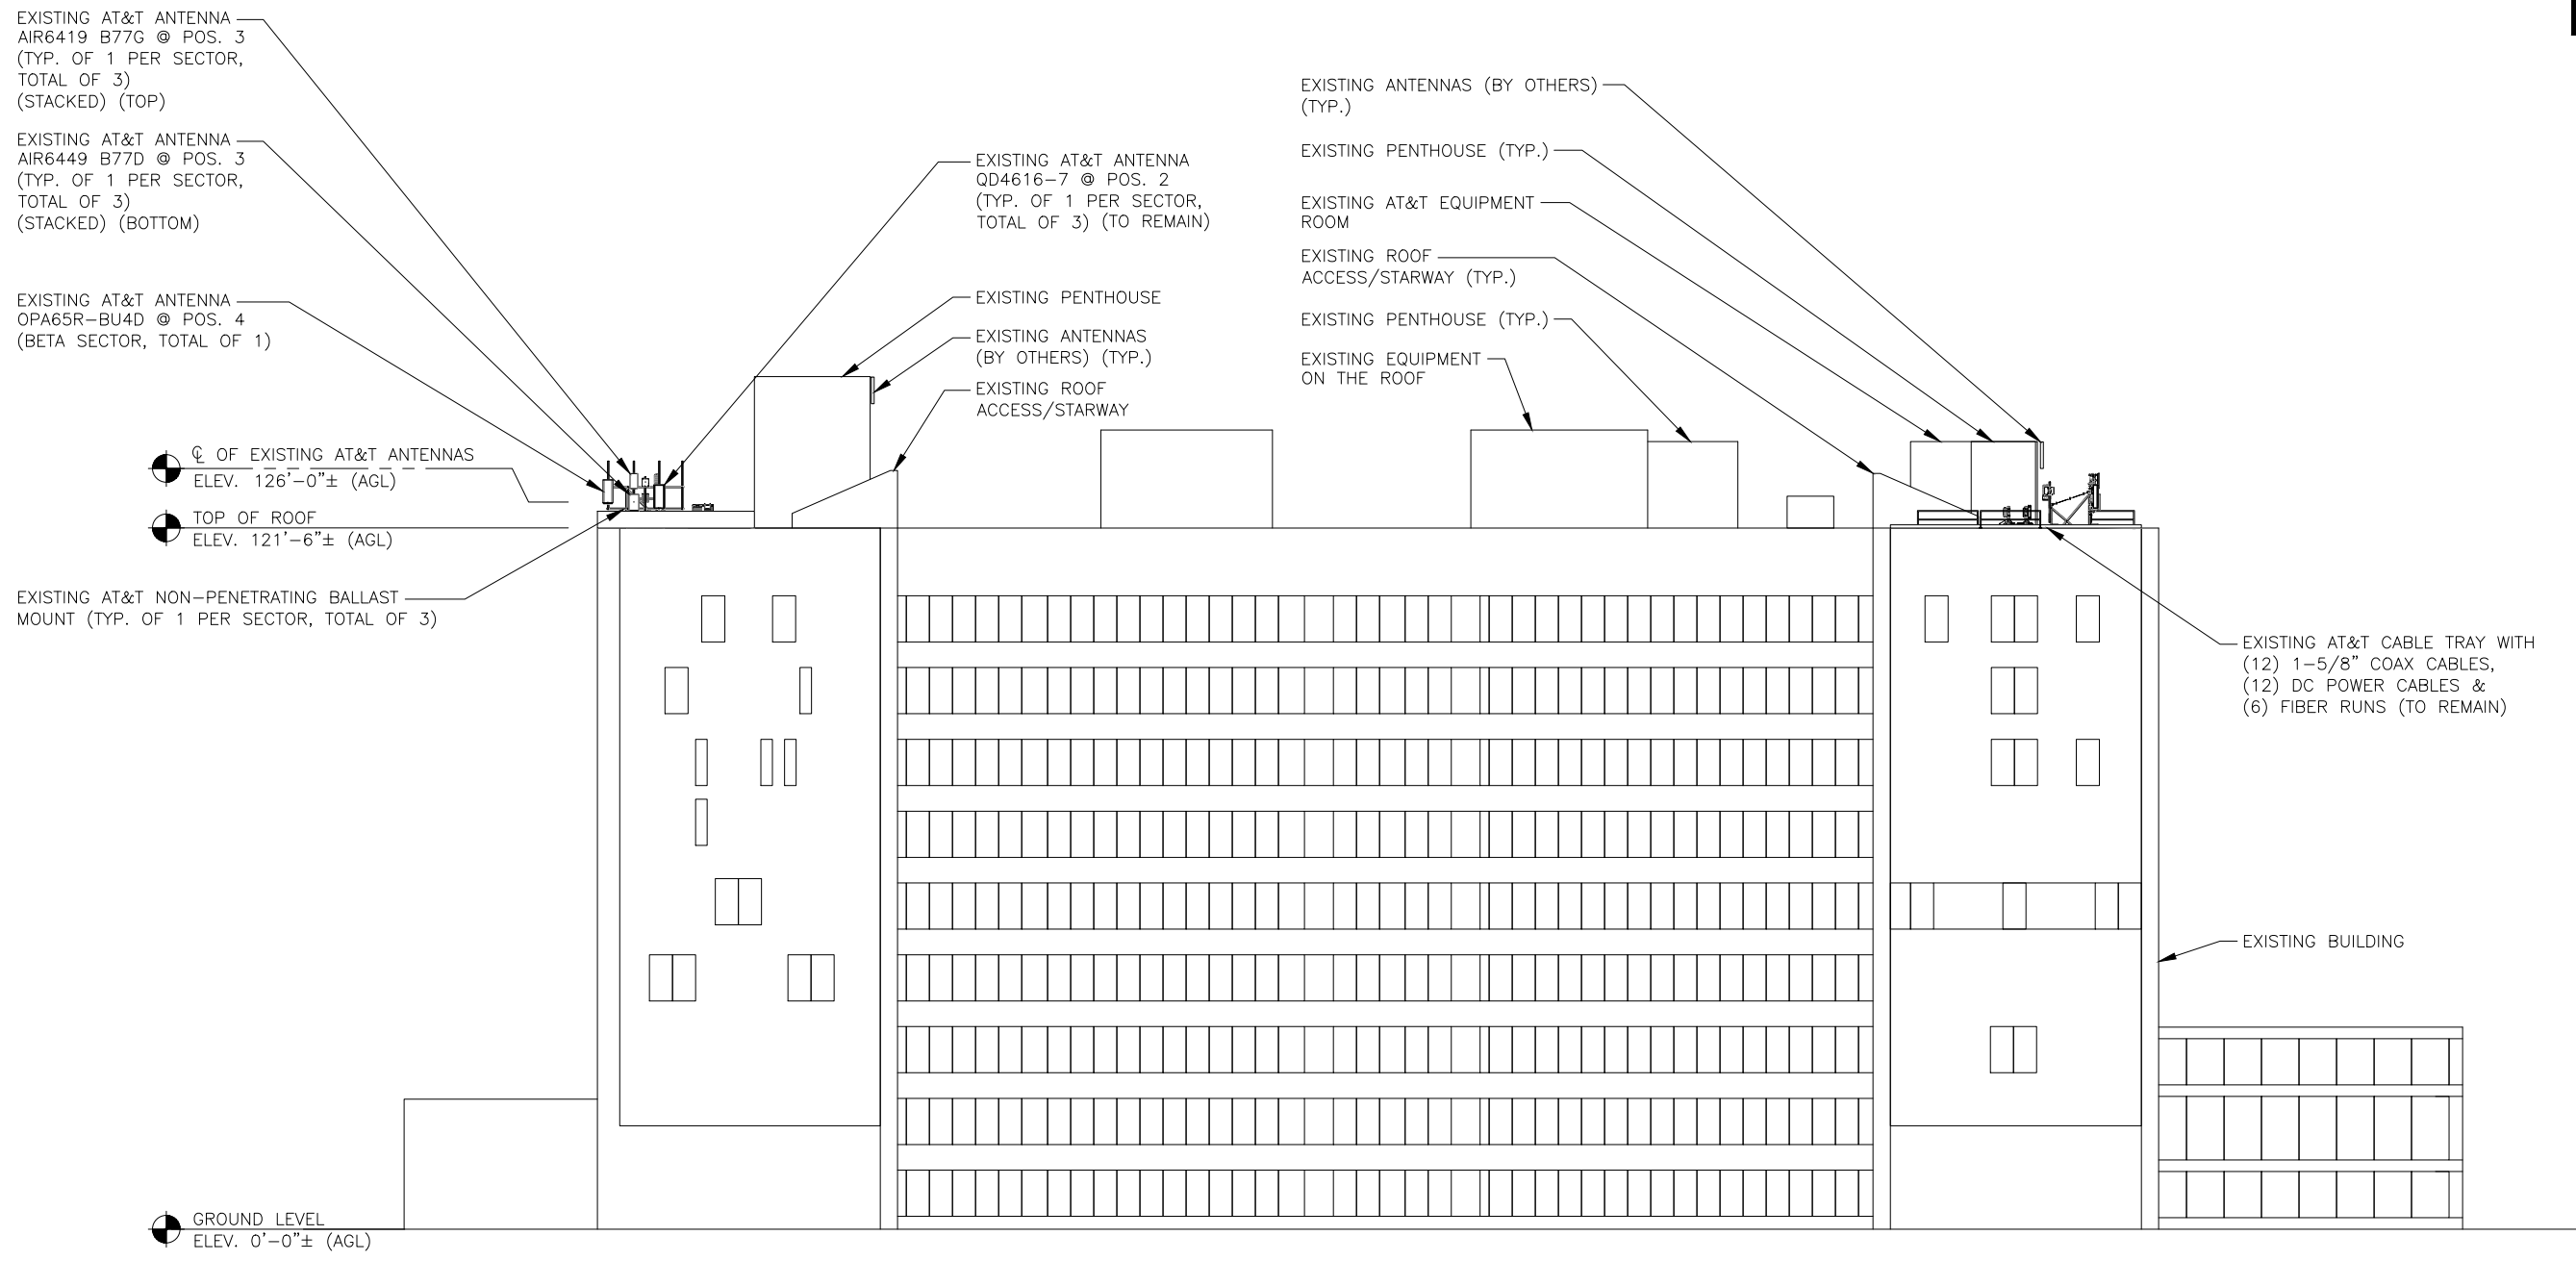 EXISTING AT&T ANTENNA
AIR6419 B77G @ POS. 3
(TYP. OF 1 PER SECTOR,
TOTAL OF 3)
(STACKED) (TOP)
EXISTING AT&T ANTENNA
AIR6449 B77D @ POS. 3
(TYP. OF 1 PER SECTOR,
TOTAL OF 3)
(STACKED) (BOTTOM)
EXISTING AT&T ANTENNA
OPA65R-BU4D @ POS. 4
(BETA SECTOR, TOTAL OF 1)
℄ OF EXISTING AT&T ANTENNAS
ELEV. 126'-0"± (AGL)
TOP OF ROOF
ELEV. 121'-6"± (AGL)
EXISTING AT&T NON-PENETRATING BALLAST
MOUNT (TYP. OF 1 PER SECTOR, TOTAL OF 3)
GROUND LEVEL
ELEV. 0'-0"± (AGL)
EXISTING AT&T ANTENNA
QD4616-7 @ POS. 2
(TYP. OF 1 PER SECTOR,
TOTAL OF 3) (TO REMAIN)
EXISTING PENTHOUSE
EXISTING ANTENNAS
(BY OTHERS) (TYP.)
EXISTING ROOF
ACCESS/STARWAY
EXISTING ANTENNAS (BY OTHERS)
(TYP.)
EXISTING PENTHOUSE (TYP.)
EXISTING AT&T EQUIPMENT
ROOM
EXISTING ROOF
ACCESS/STARWAY (TYP.)
EXISTING PENTHOUSE (TYP.)
EXISTING EQUIPMENT
ON THE ROOF
EXISTING AT&T CABLE TRAY WITH
(12) 1-5/8" COAX CABLES,
(12) DC POWER CABLES &
(6) FIBER RUNS (TO REMAIN)
EXISTING BUILDING